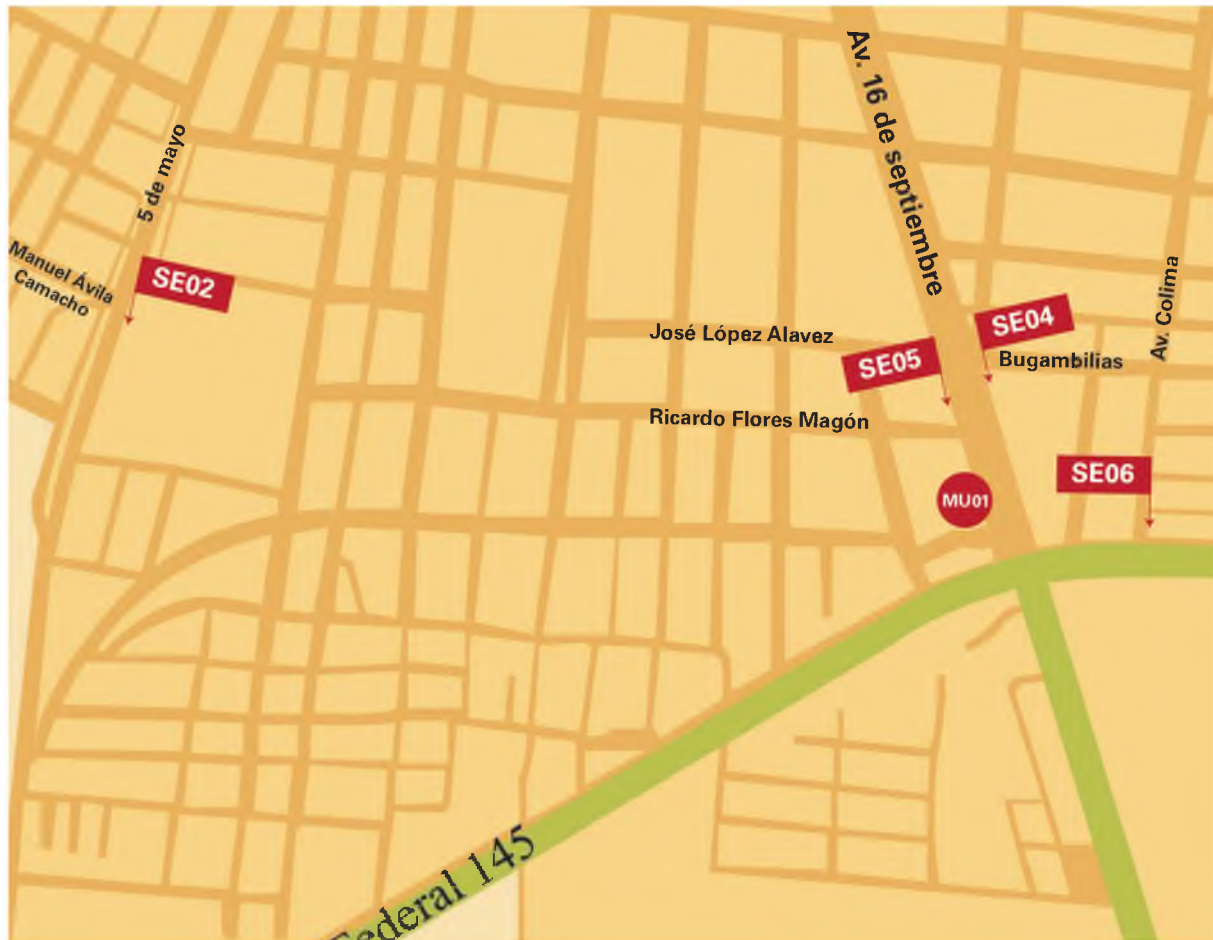 Av. 16 de septiembre
5 de mayo
Manuel Ávila
Camacho
SE02
Av. Colima
SE04
José López Alavez
SE05
Bugambilias
Ricardo Flores Magón
SE06
MU01
Federal 145